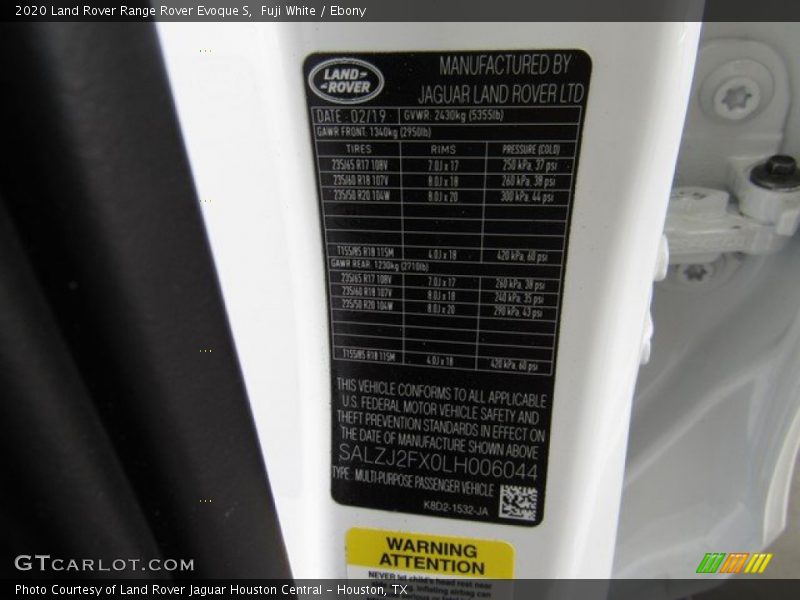 2020 Land Rover Range Rover Evoque S, Fuji White / Ebony
LAND-
-ROVER
MANUFACTURED BY
JAGUAR LAND ROVER LTD
DATE : 02/19 GVWR: 2430kg (5355lb)
GAWR FRONT: 1340kg (2950lb)
TIRES RIMS PRESSURE (COLD)
235/65 R17 108V 7.0J x 17 250 kPa, 37 psi
235/60 R18 107V 8.0J x 18 260 kPa, 38 psi
235/50 R20 104W 8.0J x 20 300 kPa, 44 psi
T155/85 R18 115M 4.0J x 18 420 kPa, 60 psi
GAWR REAR: 1230kg (2710lb)
235/65 R17 108V 7.0J x 17 260 kPa, 38 psi
235/60 R18 107V 8.0J x 18 240 kPa, 35 psi
235/50 R20 104W 8.0J x 20 290 kPa, 43 psi
T155/85 R18 115M 4.0J x 18 420 kPa, 60 psi
THIS VEHICLE CONFORMS TO ALL APPLICABLE
U.S. FEDERAL MOTOR VEHICLE SAFETY AND
THEFT PREVENTION STANDARDS IN EFFECT ON
THE DATE OF MANUFACTURE SHOWN ABOVE
SALZJ2FX0LH006044
TYPE : MULTI-PURPOSE PASSENGER VEHICLE
K8D2-1532-JA
WARNING
ATTENTION
NEVER let child's head rest near
GTCARLOT.COM
Photo Courtesy of Land Rover Jaguar Houston Central - Houston, TX